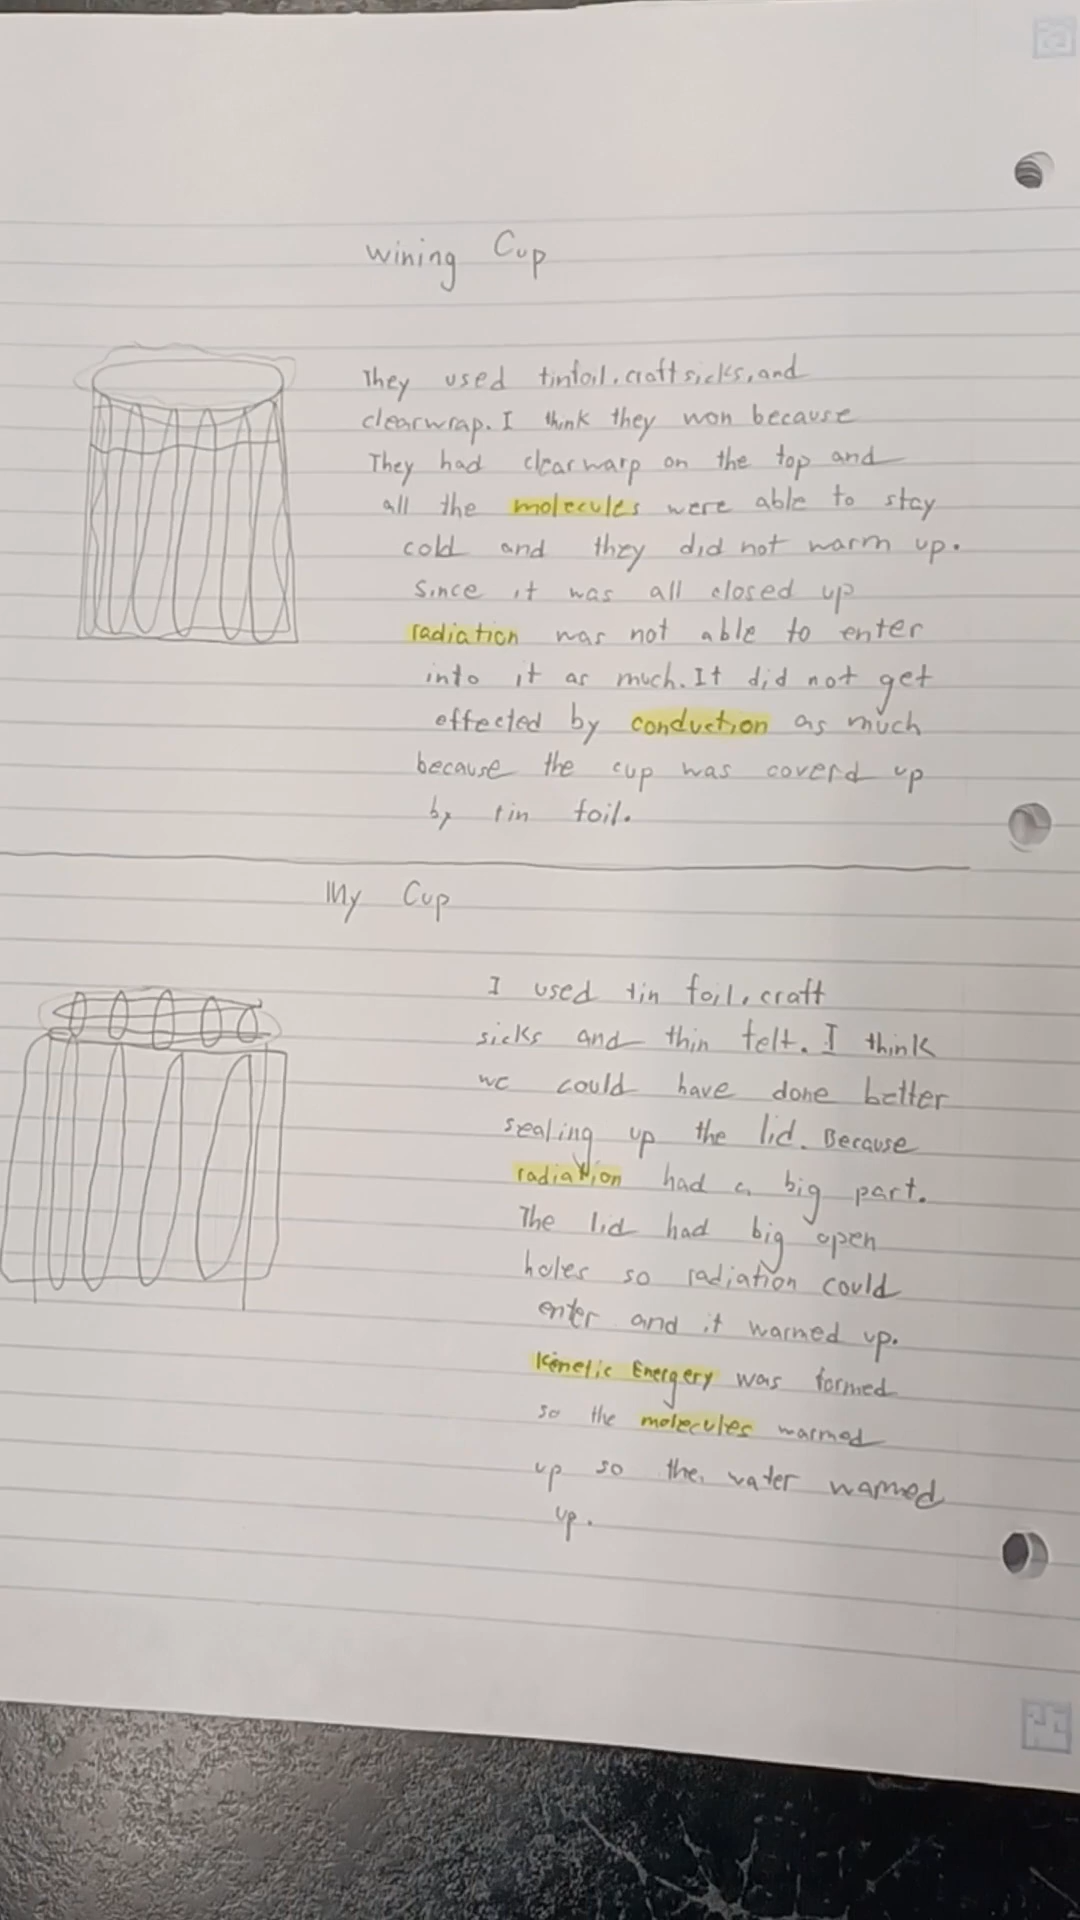 wining Cup
They used tinfoil, craft sicks, and
clearwrap. I think they won because
They had clearwarp on the top and
all the molecules were able to stay
cold and they did not warm up.
Since it was all closed up
radiation was not able to enter
into it as much. It did not get
effected by conduction as much
because the cup was coverd up
by tin foil.
My Cup
I used tin foil, craft
sicks and thin felt. I think
we could have done better
sealing up the lid. Because
radiation had a big part.
The lid had big open
holes so radiation could
enter and it warmed up.
Kenetic Energery was formed
so the molecules warmed
up so the water warmed
up.